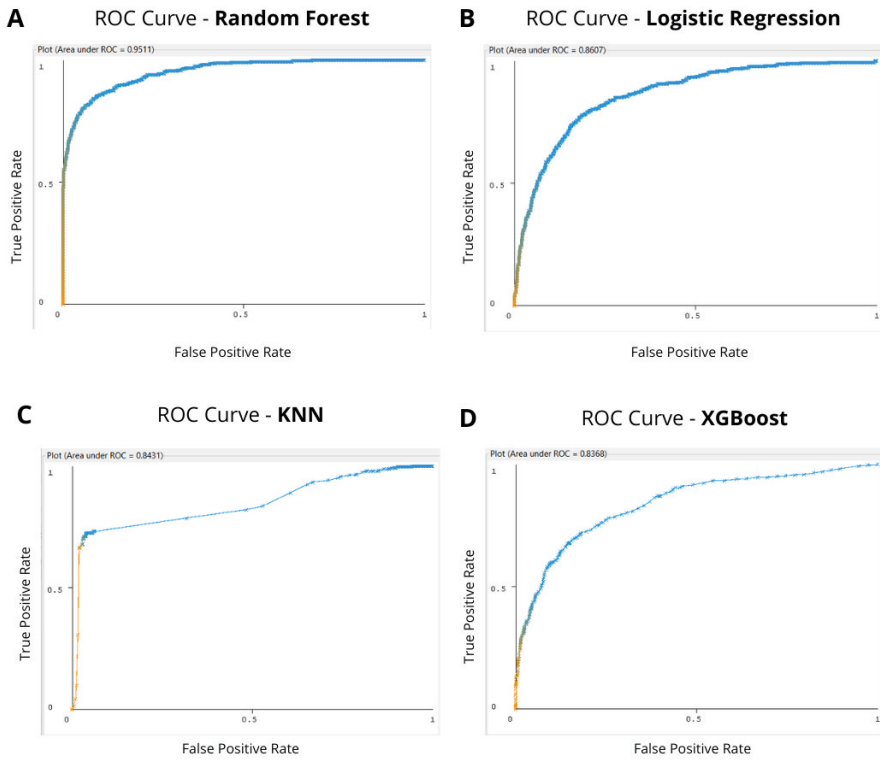 A
ROC Curve - Random Forest
Plot (Area under ROC = 0.9511)
1
0.5
0
0
0.5
1
True Positive Rate
False Positive Rate
B
ROC Curve - Logistic Regression
Plot (Area under ROC = 0.8607)
1
0.5
0
0
0.5
1
True Positive Rate
False Positive Rate
C
ROC Curve - KNN
Plot (Area under ROC = 0.8431)
1
0.5
0
0
0.5
1
True Positive Rate
False Positive Rate
D
ROC Curve - XGBoost
Plot (Area under ROC = 0.8368)
1
0.5
0
0
0.5
1
True Positive Rate
False Positive Rate